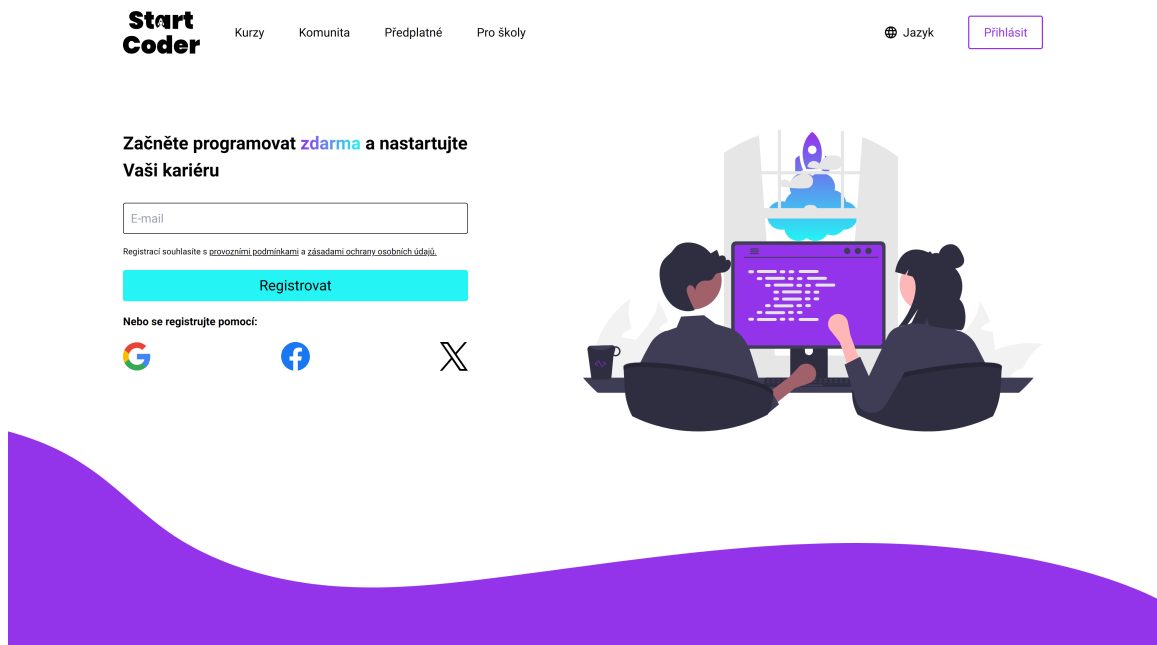 Start
Coder
Kurzy
Komunita
Předplatné
Pro školy
Jazyk
Přihlásit
Začněte programovat zdarma a nastartujte
Vaši kariéru
E-mail
Registrací souhlasíte s provozními podmínkami a zásadami ochrany osobních údajů.
Registrovat
Nebo se registrujte pomocí: